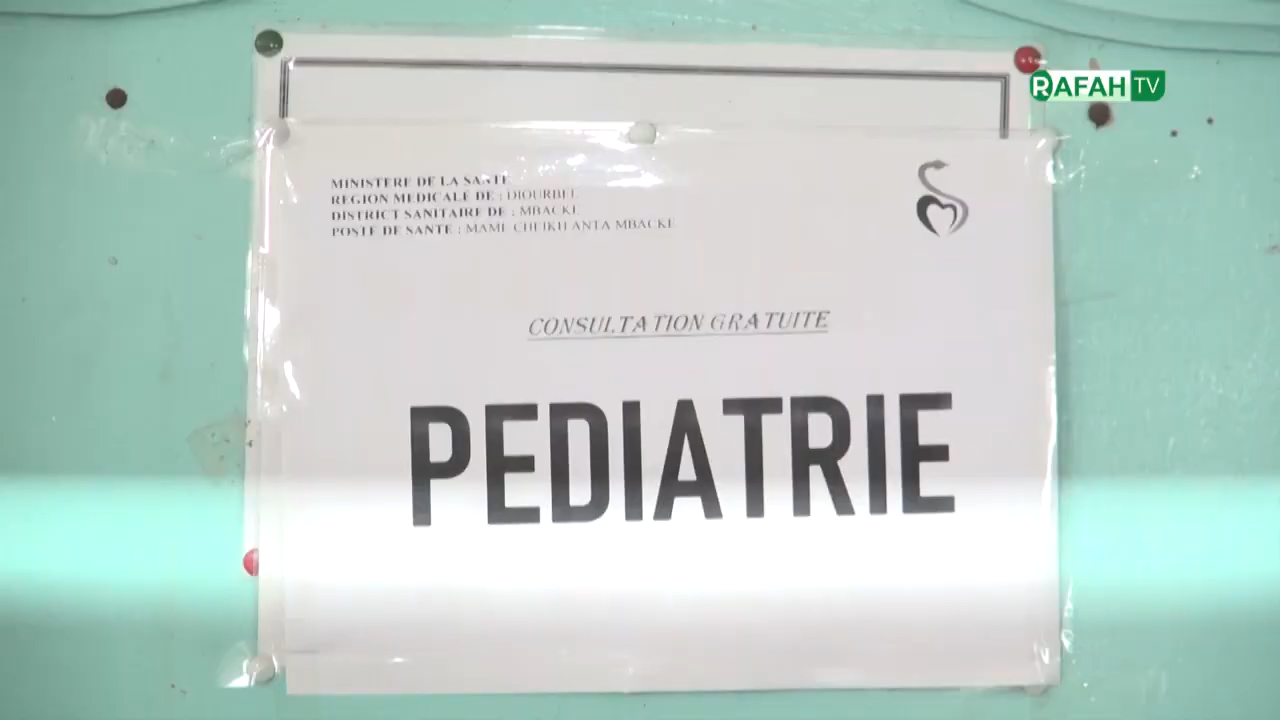 RAFAH TV
MINISTERE DE LA SANTE
REGION MEDICALE DE : DIOURBEL
DISTRICT SANITAIRE DE : MBACKE
POSTE DE SANTE : MAME CHEIKH ANTA MBACKE
CONSULTATION GRATUITE
PEDIATRIE